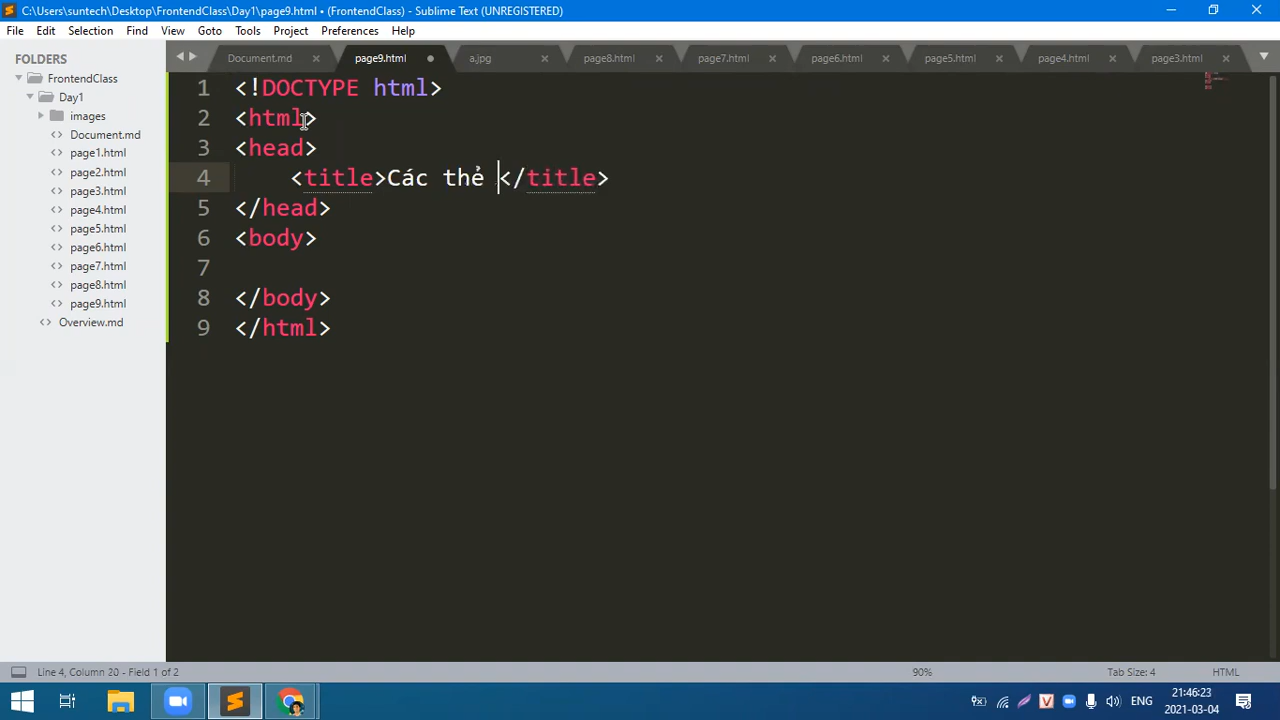 C:\Users\suntech\Desktop\FrontendClass\Day1\page9.html • (FrontendClass) - Sublime Text (UNREGISTERED)
File Edit Selection Find View Goto Tools Project Preferences Help
FOLDERS
FrontendClass
Day1
images
Document.md
page1.html
page2.html
page3.html
page4.html
page5.html
page6.html
page7.html
page8.html
page9.html
Overview.md
Document.md page9.html a.jpg page8.html page7.html page6.html page5.html page4.html page3.html
1 <!DOCTYPE html>
2 <html>
3 <head>
4 <title>Các thẻ </title>
5 </head>
6 <body>
7
8 </body>
9 </html>
Line 4, Column 20 - Field 1 of 2 90% Tab Size: 4 HTML
ENG
21:46:23
2021-03-04